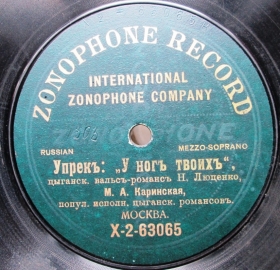 ZONOPHONE RECORD
INTERNATIONAL
ZONOPHONE COMPANY
RUSSIAN
MEZZO-SOPRANO
Упрекъ: „У ногъ твоихъ“,
цыганск. вальсъ-романсъ Н. Люценко,
М. А. Каринская,
попул. исполн. цыганск. романсовъ.
МОСКВА.
X-2-63065